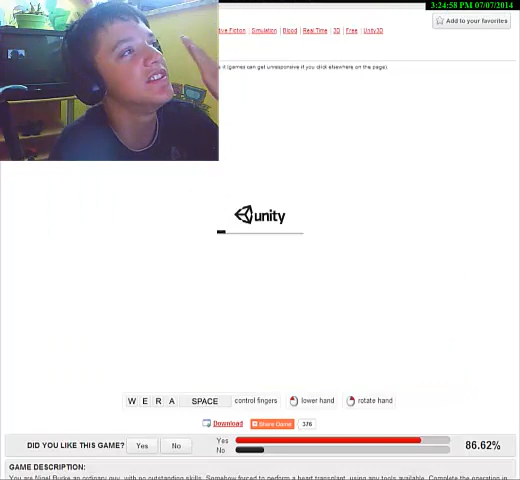 3:24:58 PM 07/07/2014
Add to your favorites
tive Fiction | Simulation | Blood | Real Time | 3D | Free | Unity3D
s it (games can get unresponsive if you click elsewhere on the page).
unity
W E R A SPACE control fingers lower hand rotate hand
Download Share Game 376
DID YOU LIKE THIS GAME? Yes No Yes No 86.62%
GAME DESCRIPTION:
You are Nigel Burke an ordinary guy, with no outstanding skills. Somehow forced to perform a heart transplant, using any tools available. Complete the operation in